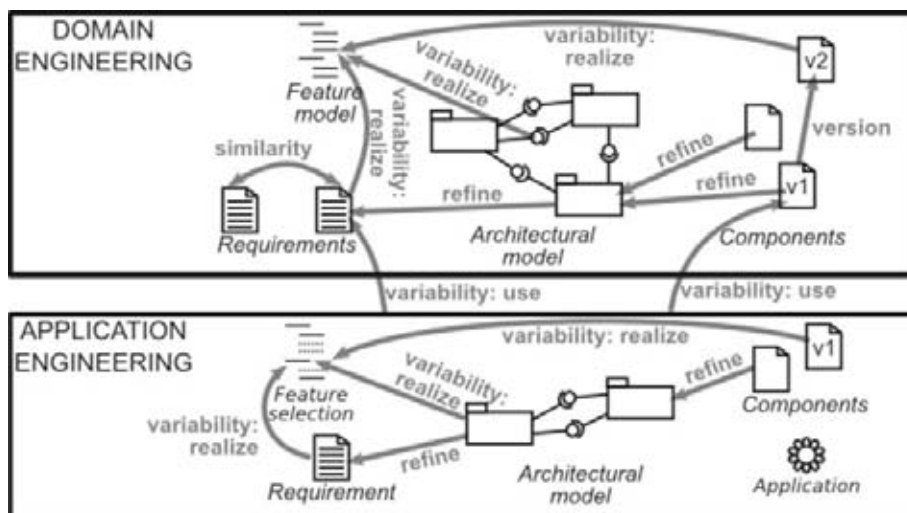 DOMAIN
ENGINEERING
Feature
model
variability:
realize
variability:
realize
variability:
realize
v2
version
similarity
refine
refine
refine
v1
Requirements
Architectural
model
Components
variability: use
variability: use
APPLICATION
ENGINEERING
variability: realize
v1
Feature
selection
variability:
realize
refine
Components
variability:
realize
refine
Requirement
Architectural
model
Application